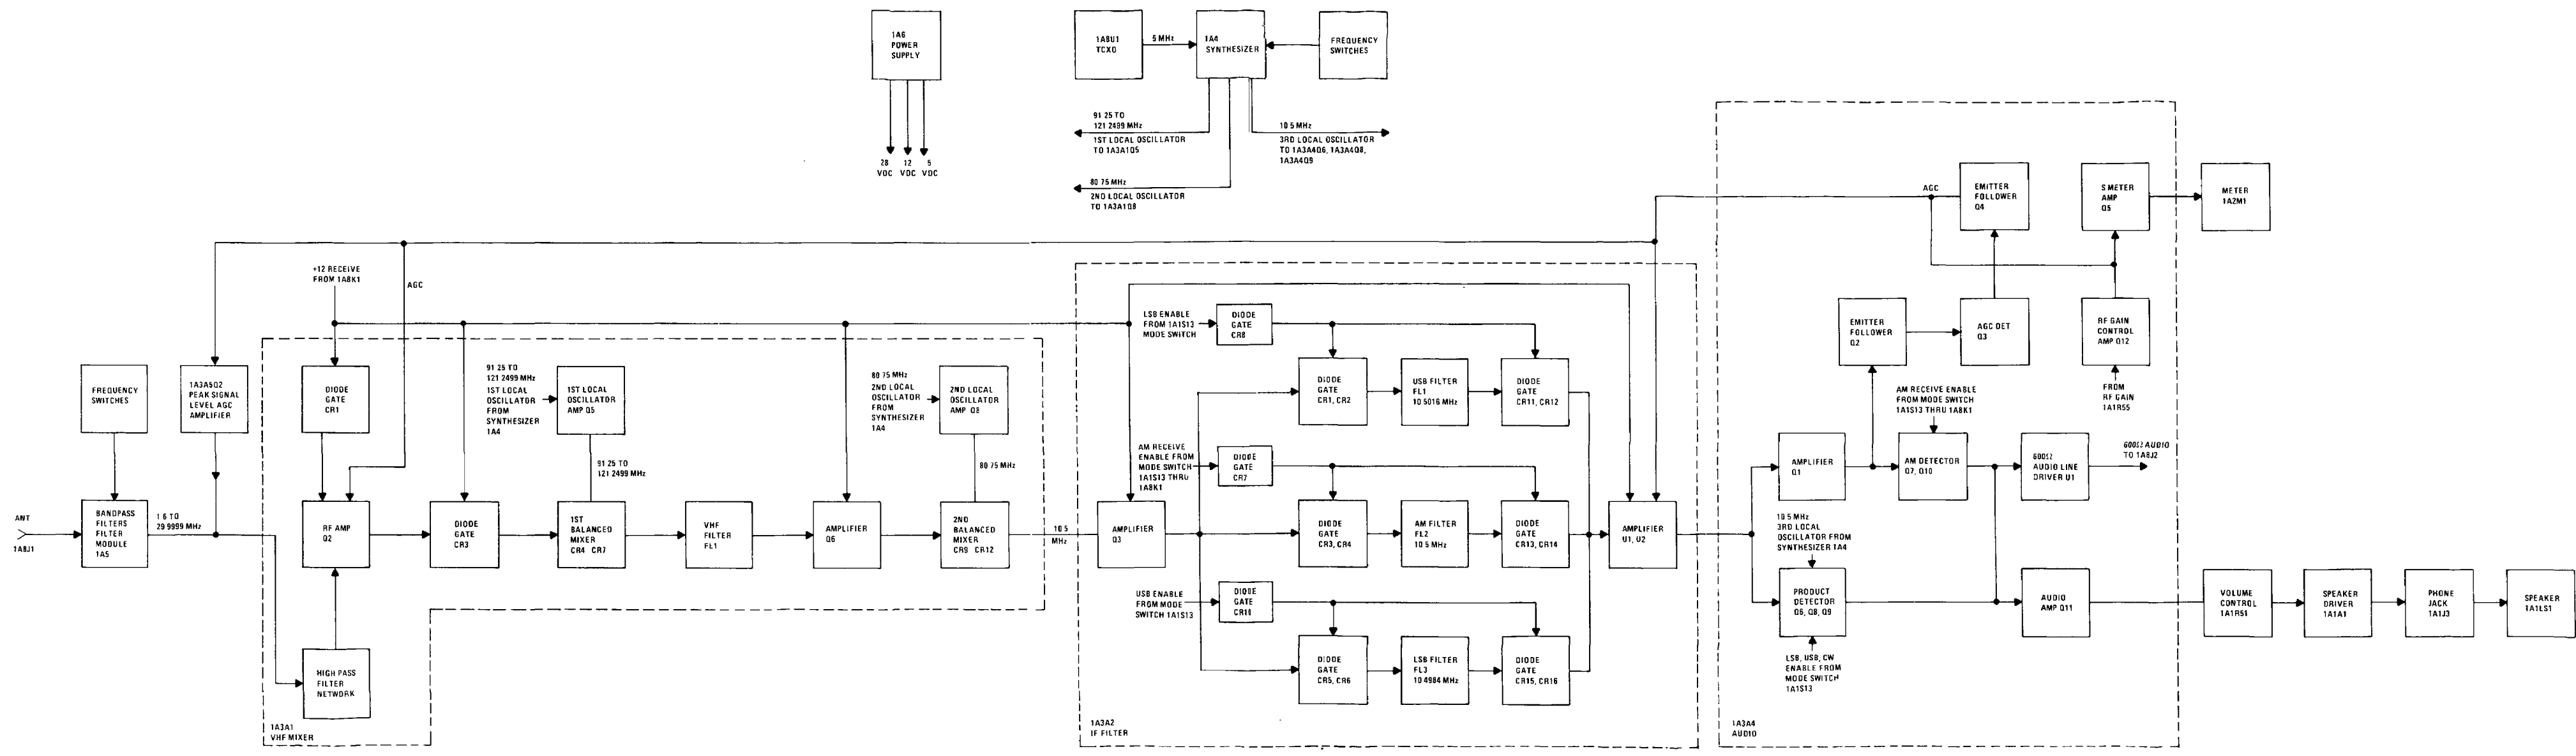 1A6
POWER
SUPPLY
28
VDC
12
VDC
5
VDC
1A8U1
TCXO
5 MHz
1A4
SYNTHESIZER
FREQUENCY
SWITCHES
91 25 TO
121 2499 MHz
1ST LOCAL OSCILLATOR
TO 1A3A1Q5
80 75 MHz
2ND LOCAL OSCILLATOR
TO 1A3A1Q8
10 5 MHz
3RD LOCAL OSCILLATOR
TO 1A3A4Q6, 1A3A4Q8,
1A3A4Q9
ANT
1A8J1
FREQUENCY
SWITCHES
BANDPASS
FILTERS
FILTER
MODULE
1A5
1 6 TO
29 9999 MHz
1A3A5Q2
PEAK SIGNAL
LEVEL AGC
AMPLIFIER
+12 RECEIVE
FROM 1A8K1
AGC
DIODE
GATE
CR1
RF AMP
Q2
HIGH PASS
FILTER
NETWORK
1A3A1
VHF MIXER
DIODE
GATE
CR3
91 25 TO
121 2499 MHz
1ST LOCAL
OSCILLATOR
FROM
SYNTHESIZER
1A4
1ST LOCAL
OSCILLATOR
AMP Q5
91 25 TO
121 2499 MHz
1ST
BALANCED
MIXER
CR4 CR7
VHF
FILTER
FL1
AMPLIFIER
Q6
80 75 MHz
2ND LOCAL
OSCILLATOR
FROM
SYNTHESIZER
1A4
2ND LOCAL
OSCILLATOR
AMP Q8
80 75 MHz
2ND
BALANCED
MIXER
CR9 CR12
10 5
MHz
AMPLIFIER
Q3
LSB ENABLE
FROM 1A1S13
MODE SWITCH
DIODE
GATE
CR8
DIODE
GATE
CR1, CR2
USB FILTER
FL1
10 5016 MHz
DIODE
GATE
CR11, CR12
AM RECEIVE
ENABLE FROM
MODE SWITCH
1A1S13 THRU
1A8K1
DIODE
GATE
CR7
DIODE
GATE
CR3, CR4
AM FILTER
FL2
10 5 MHz
DIODE
GATE
CR13, CR14
USB ENABLE
FROM MODE
SWITCH 1A1S13
DIODE
GATE
DIODE
GATE
CR5, CR6
LSB FILTER
FL3
10 4984 MHz
DIODE
GATE
CR15, CR16
AMPLIFIER
U1, U2
1A3A2
IF FILTER
AGC
EMITTER
FOLLOWER
Q4
S METER
AMP
Q5
METER
1A2M1
EMITTER
FOLLOWER
Q2
AGC DET
Q3
RF GAIN
CONTROL
AMP Q12
FROM
RF GAIN
1A1R55
AM RECEIVE ENABLE
FROM MODE SWITCH
1A1S13 THRU 1A8K1
AMPLIFIER
Q1
AM DETECTOR
Q7, Q10
600Ω
AUDIO LINE
DRIVER U1
600Ω AUDIO
TO 1A8J2
10 5 MHz
3RD LOCAL
OSCILLATOR FROM
SYNTHESIZER 1A4
PRODUCT
DETECTOR
Q6, Q8, Q9
LSB, USB, CW
ENABLE FROM
MODE SWITCH
1A1S13
AUDIO
AMP Q11
1A3A4
AUDIO
VOLUME
CONTROL
1A1R51
SPEAKER
DRIVER
1A1A1
PHONE
JACK
1A1J3
SPEAKER
1A1LS1